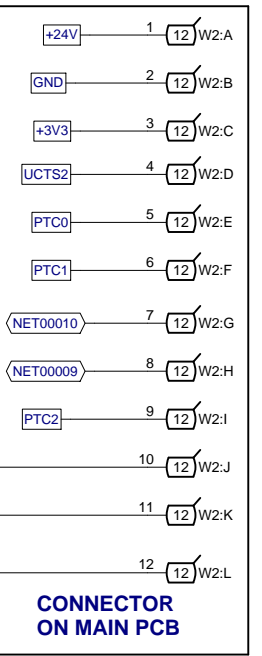 +24V 1 12 W2:A
GND 2 12 W2:B
+3V3 3 12 W2:C
UCTS2 4 12 W2:D
PTC0 5 12 W2:E
PTC1 6 12 W2:F
NET00010 7 12 W2:G
NET00009 8 12 W2:H
PTC2 9 12 W2:I
10 12 W2:J
11 12 W2:K
12 12 W2:L
CONNECTOR
ON MAIN PCB